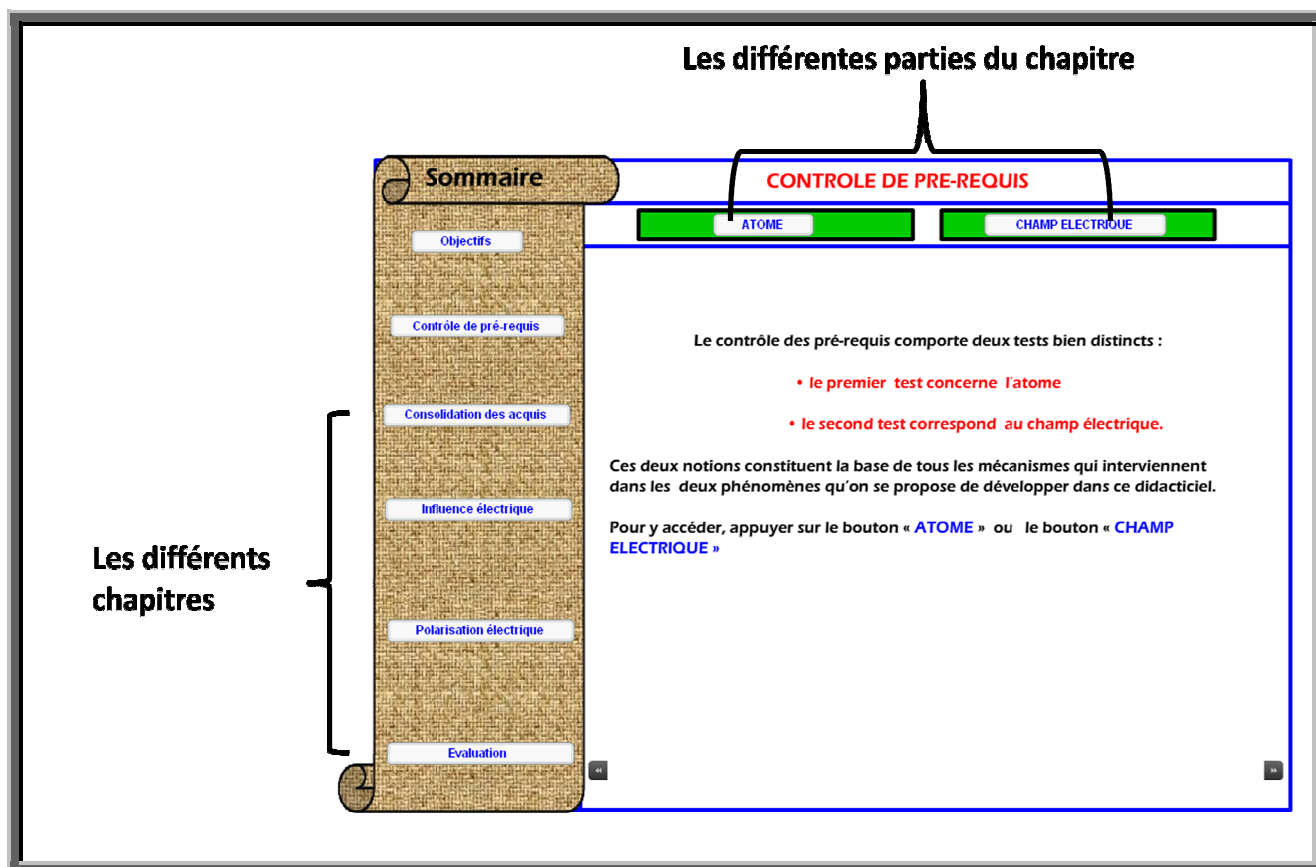 Les différentes parties du chapitre
Sommaire
CONTROLE DE PRE-REQUIS
ATOME
CHAMP ELECTRIQUE
Objectifs
Contrôle de pré-requis
Consolidation des acquis
Influence électrique
Polarisation électrique
Evaluation
Les différents
chapitres
Le contrôle des pré-requis comporte deux tests bien distincts :
• le premier test concerne l'atome
• le second test correspond au champ électrique.
Ces deux notions constituent la base de tous les mécanismes qui interviennent
dans les deux phénomènes qu'on se propose de développer dans ce didacticiel.
Pour y accéder, appuyer sur le bouton « ATOME » ou le bouton « CHAMP
ELECTRIQUE »